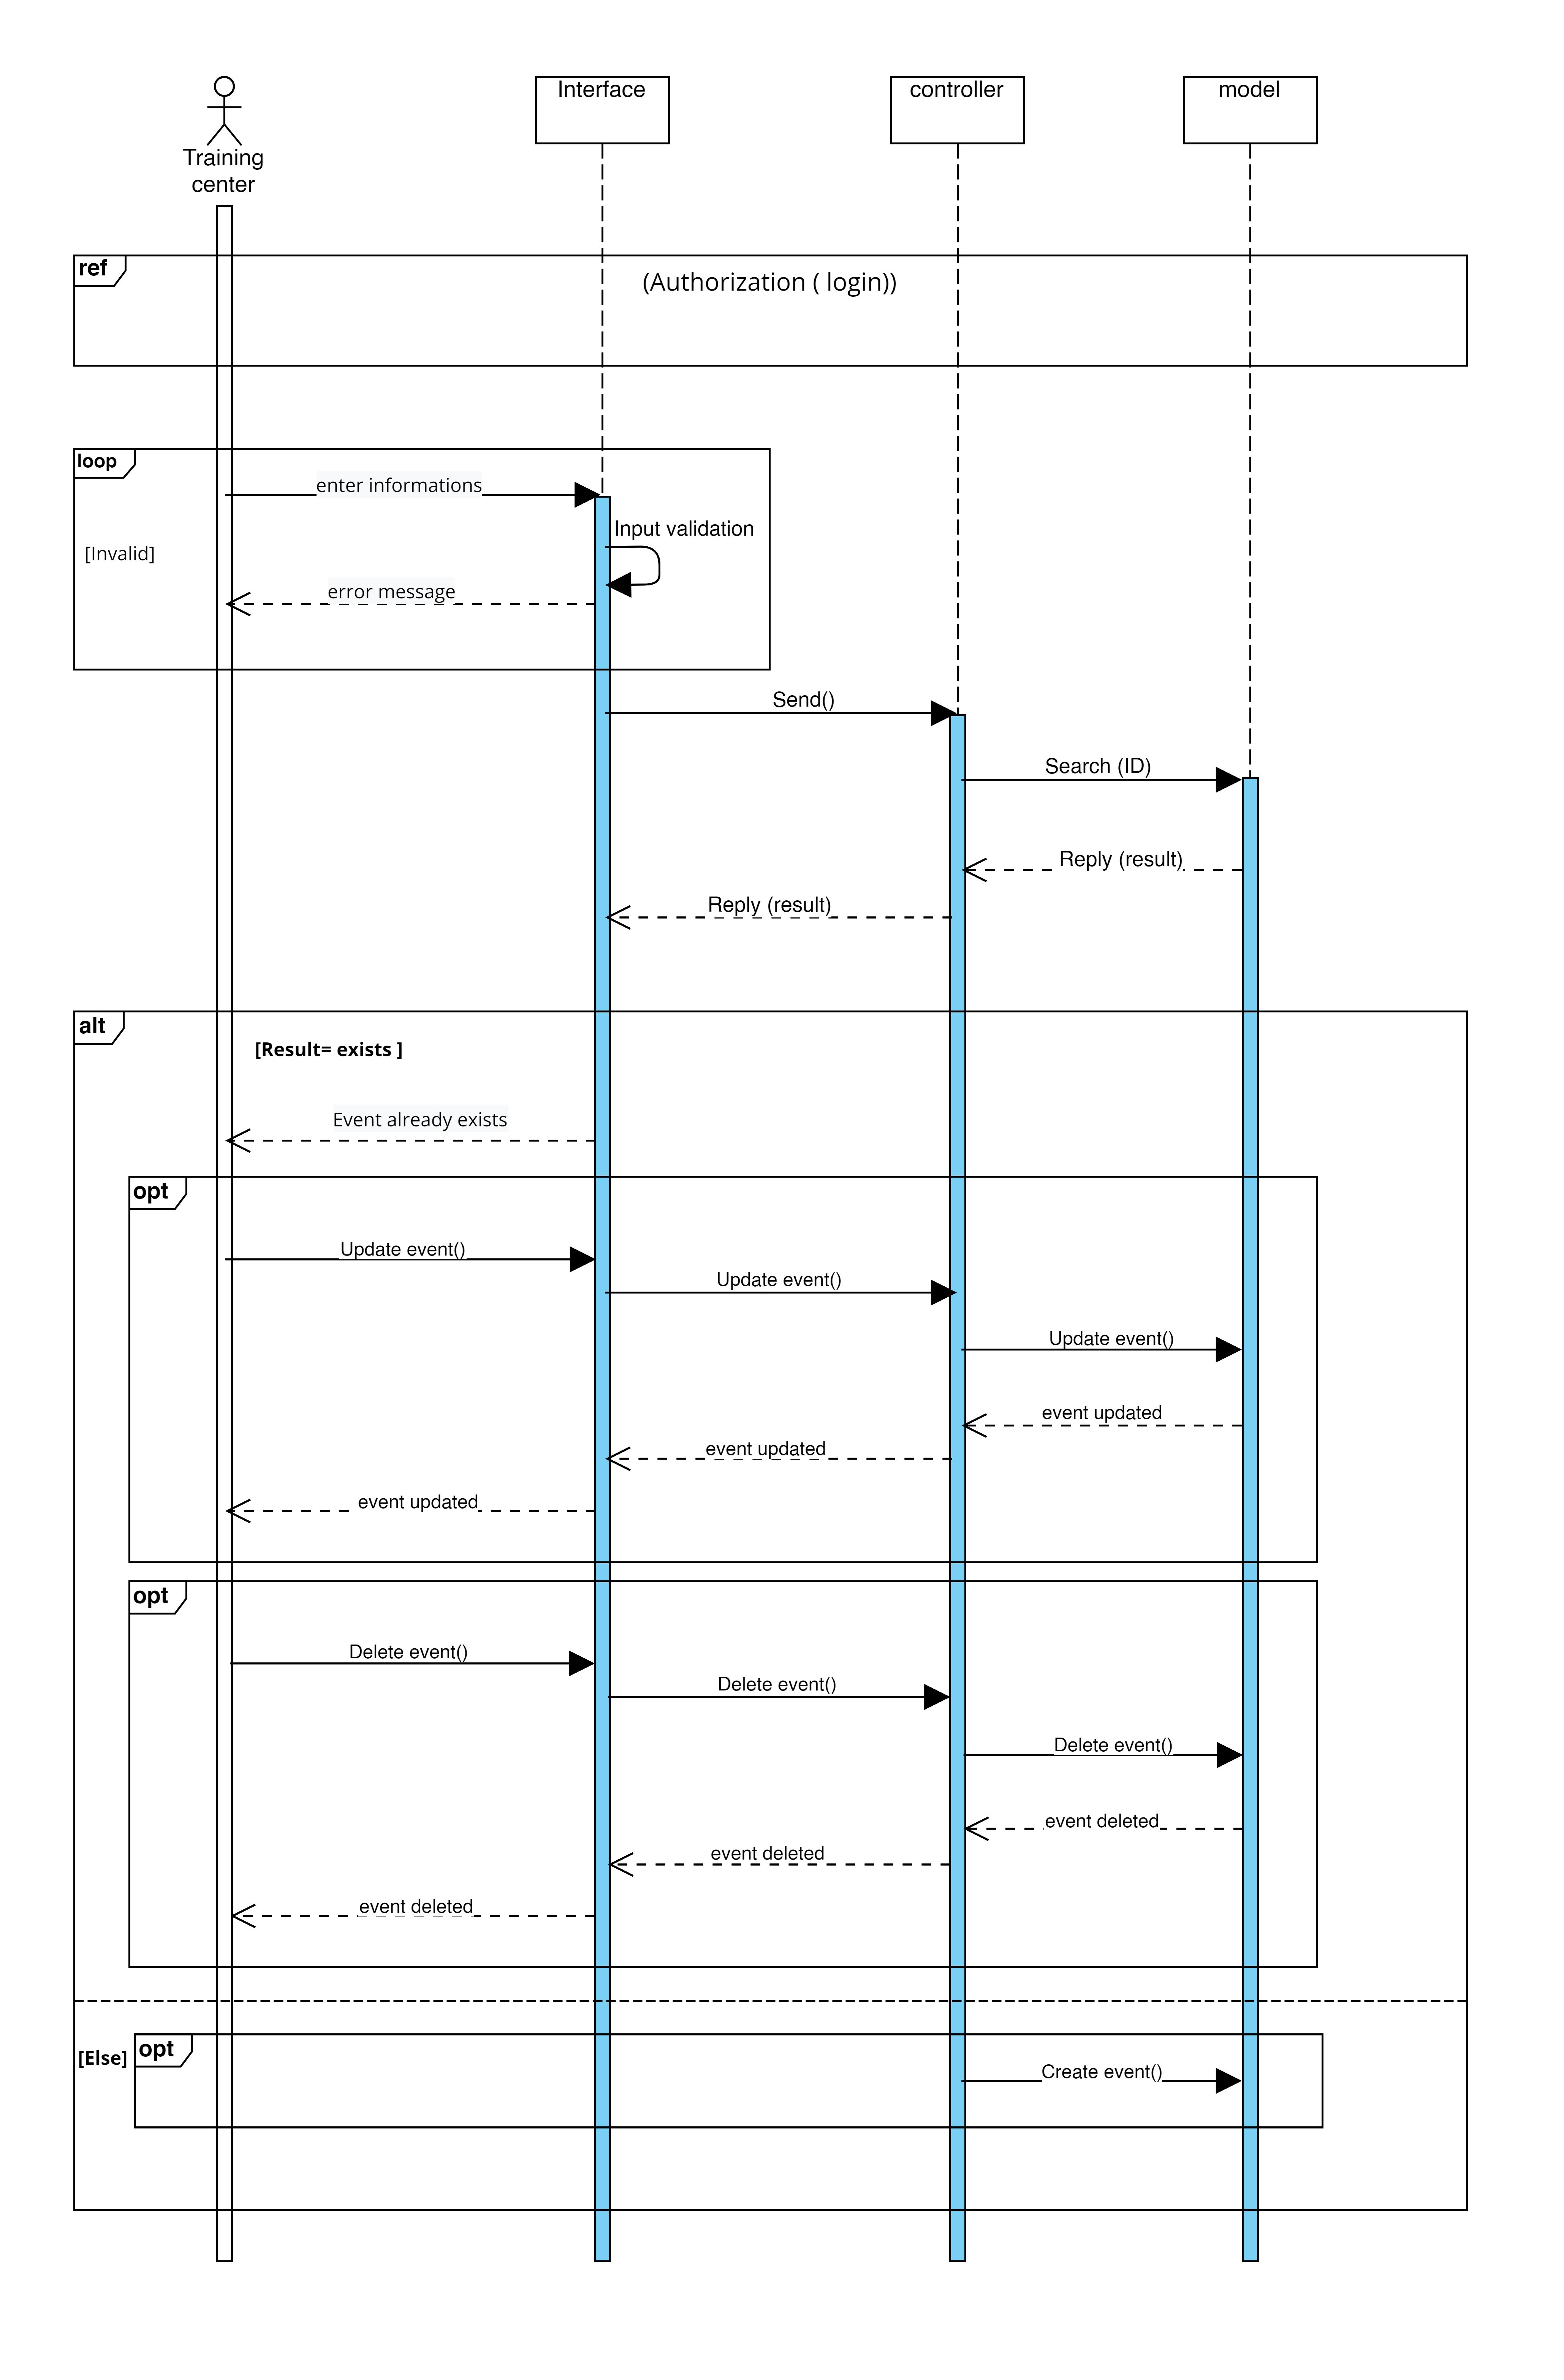 Training
center
Interface
controller
model
ref
(Authorization ( login))
loop
enter informations
Input validation
[Invalid]
error message
Send()
Search (ID)
Reply (result)
Reply (result)
alt
[Result= exists ]
Event already exists
opt
Update event()
Update event()
Update event()
event updated
event updated
event updated
opt
Delete event()
Delete event()
Delete event()
event deleted
event deleted
event deleted
[Else]
opt
Create event()